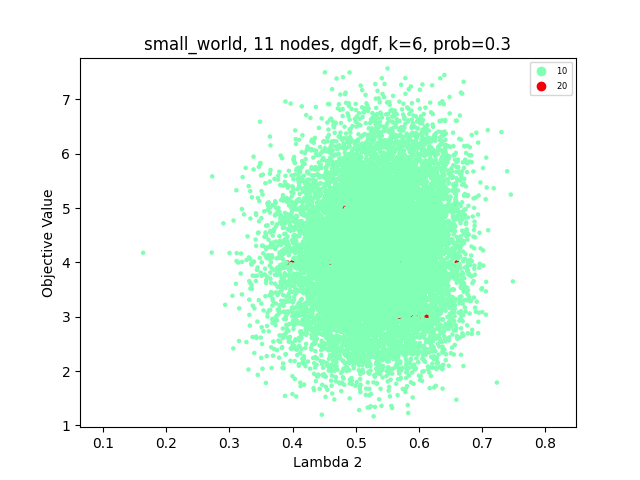 small_world, 11 nodes, dgdf, k=6, prob=0.3
10
20
7
6
5
4
3
2
1
Objective Value
0.1 0.2 0.3 0.4 0.5 0.6 0.7 0.8
Lambda 2